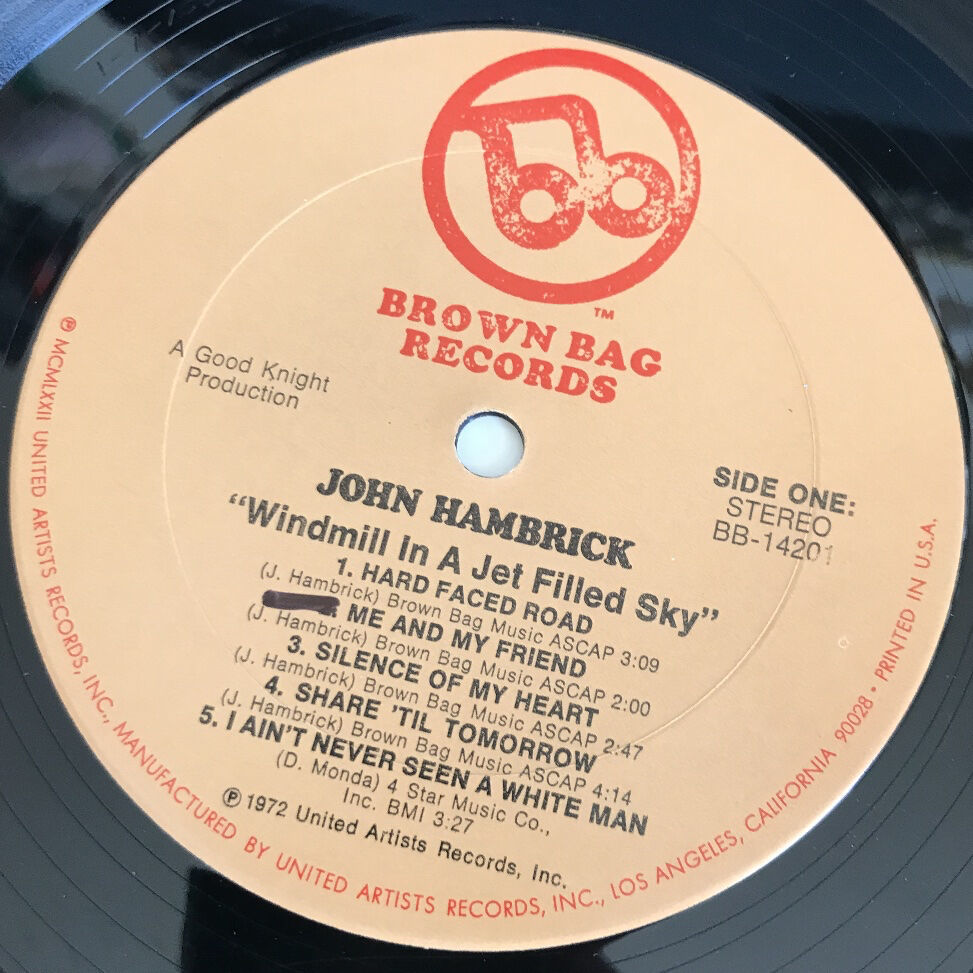 bb
TM
BROWN BAG
RECORDS
A Good Knight
Production
SIDE ONE:
STEREO
BB-14201
JOHN HAMBRICK
“Windmill In A Jet Filled Sky”
1. HARD FACED ROAD
(J. Hambrick) Brown Bag Music ASCAP 3:09
ME AND MY FRIEND
(J. Hambrick) Brown Bag Music ASCAP 2:00
3. SILENCE OF MY HEART
(J. Hambrick) Brown Bag Music ASCAP 2:47
4. SHARE ’TIL TOMORROW
(J. Hambrick) Brown Bag Music ASCAP 4:14
5. I AIN’T NEVER SEEN A WHITE MAN
(D. Monda) 4 Star Music Co.,
Inc. BMI 3:27
℗ 1972 United Artists Records, Inc.
℗ MCMLXXII UNITED ARTISTS RECORDS, INC., MANUFACTURED BY UNITED ARTISTS RECORDS, INC., LOS ANGELES, CALIFORNIA 90028 • PRINTED IN U.S.A.